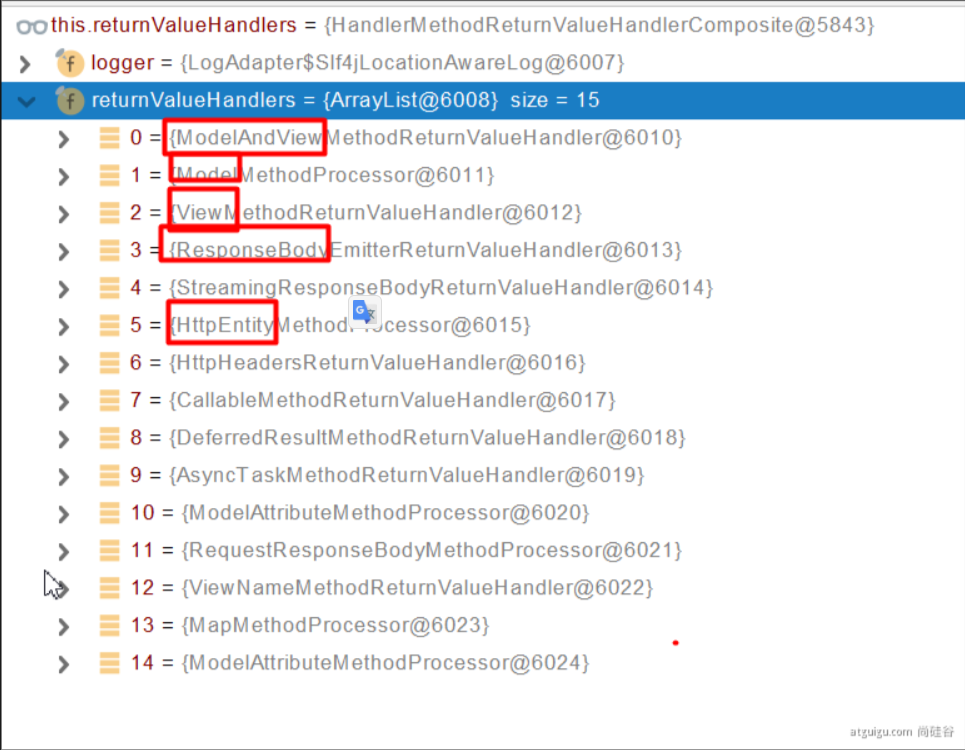 this.returnValueHandlers = {HandlerMethodReturnValueHandlerComposite@5843}
logger = {LogAdapter$Slf4jLocationAwareLog@6007}
returnValueHandlers = {ArrayList@6008} size = 15
0 = {ModelAndViewMethodReturnValueHandler@6010}
1 = {ModelMethodProcessor@6011}
2 = {ViewMethodReturnValueHandler@6012}
3 = {ResponseBodyEmitterReturnValueHandler@6013}
4 = {StreamingResponseBodyReturnValueHandler@6014}
5 = {HttpEntityMethodProcessor@6015}
6 = {HttpHeadersReturnValueHandler@6016}
7 = {CallableMethodReturnValueHandler@6017}
8 = {DeferredResultMethodReturnValueHandler@6018}
9 = {AsyncTaskMethodReturnValueHandler@6019}
10 = {ModelAttributeMethodProcessor@6020}
11 = {RequestResponseBodyMethodProcessor@6021}
12 = {ViewNameMethodReturnValueHandler@6022}
13 = {MapMethodProcessor@6023}
14 = {ModelAttributeMethodProcessor@6024}
atguigu.com 尚硅谷